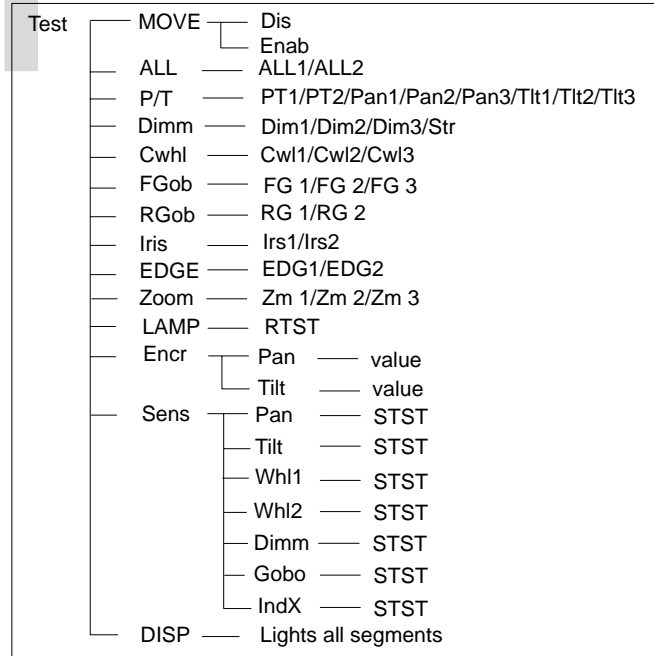 Test MOVE Dis
Enab
ALL ALL1/ALL2
P/T PT1/PT2/Pan1/Pan2/Pan3/Tlt1/Tlt2/Tlt3
Dimm Dim1/Dim2/Dim3/Str
Cwhl Cwl1/Cwl2/Cwl3
FGob FG 1/FG 2/FG 3
RGob RG 1/RG 2
Iris Irs1/Irs2
EDGE EDG1/EDG2
Zoom Zm 1/Zm 2/Zm 3
LAMP RTST
Encr Pan value
Tilt value
Sens Pan STST
Tilt STST
Whl1 STST
Whl2 STST
Dimm STST
Gobo STST
IndX STST
DISP Lights all segments